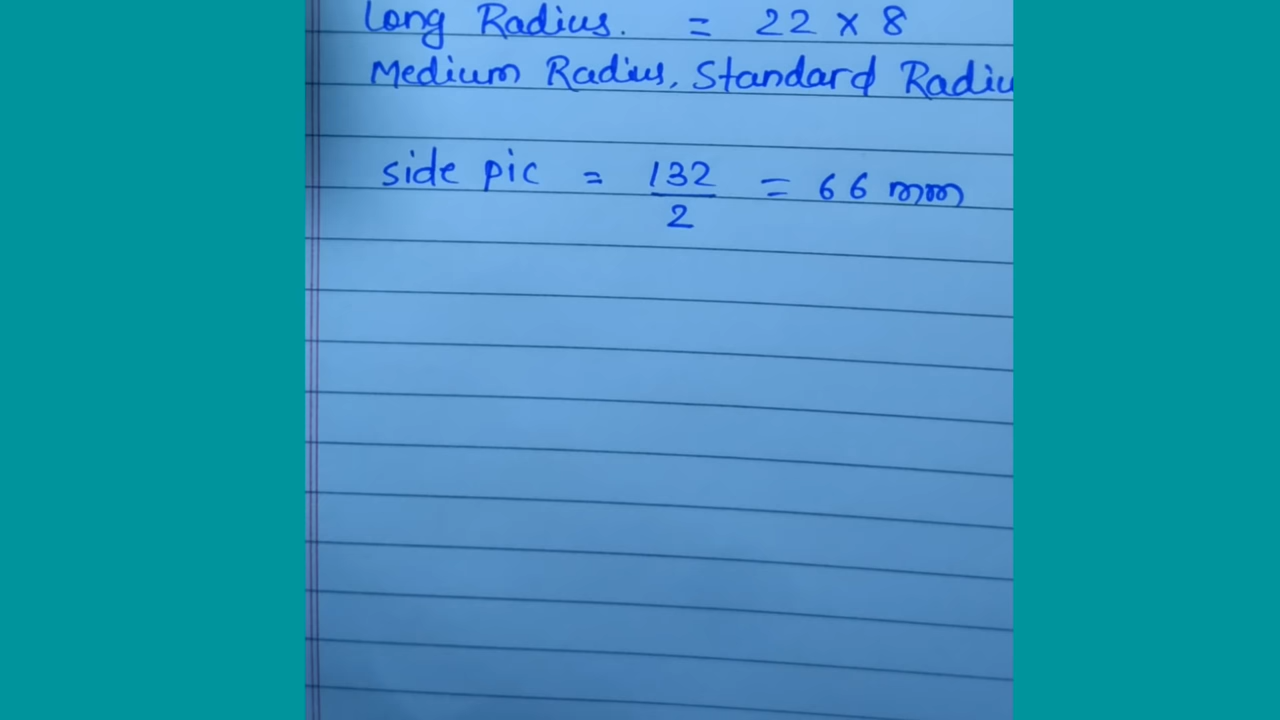 Long Radius. = 22 x 8
Medium Radius, Standard Radiu
side pic = 132/2 = 66 mm